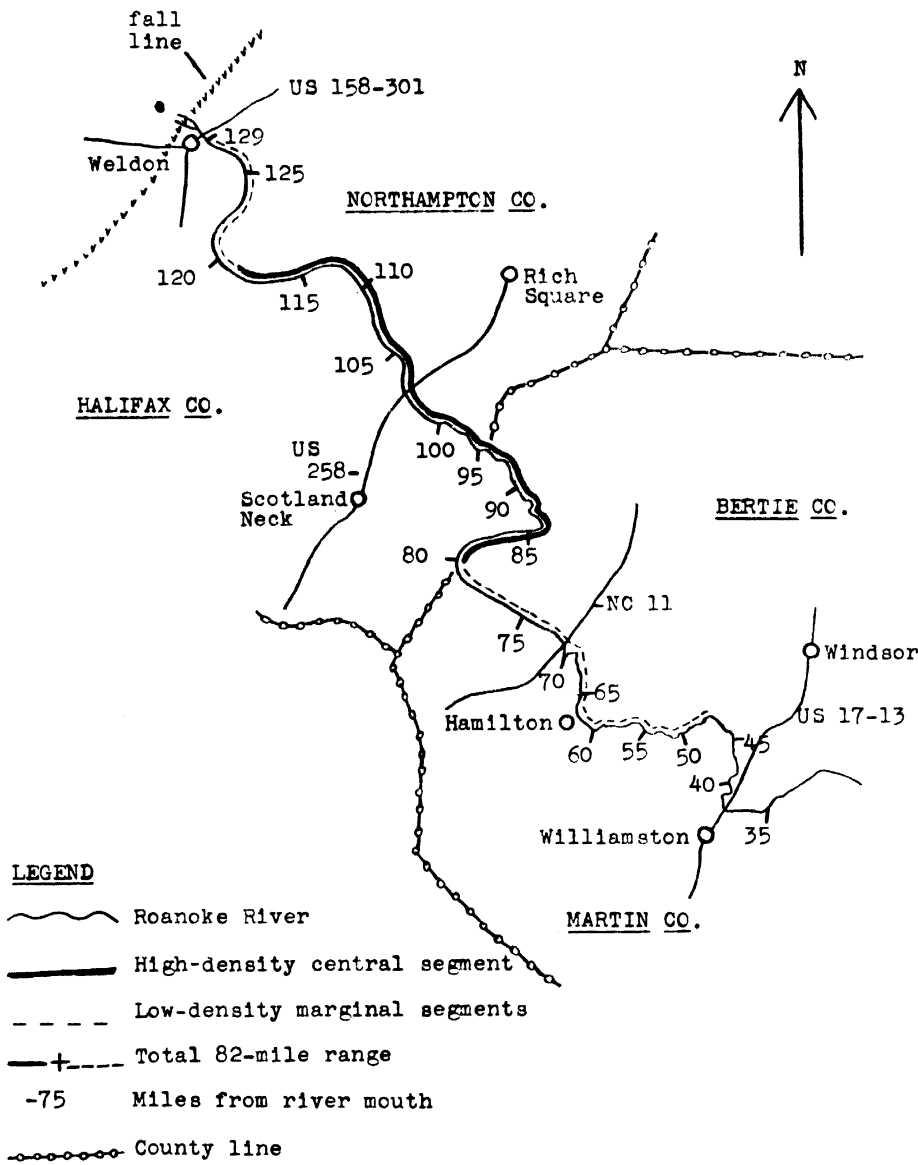 fall
line
US 158-301
N
129
Weldon
125
NORTHAMPTON CO.
120
115
110
Rich
Square
105
HALIFAX CO.
100
US
258-
95
Scotland
Neck
90
BERTIE CO.
85
80
NC 11
75
70
Windsor
65
Hamilton
US 17-13
60
55
50
45
40
Williamston
35
LEGEND
MARTIN CO.
Roanoke River
High-density central segment
Low-density marginal segments
+ Total 82-mile range
-75 Miles from river mouth
County line